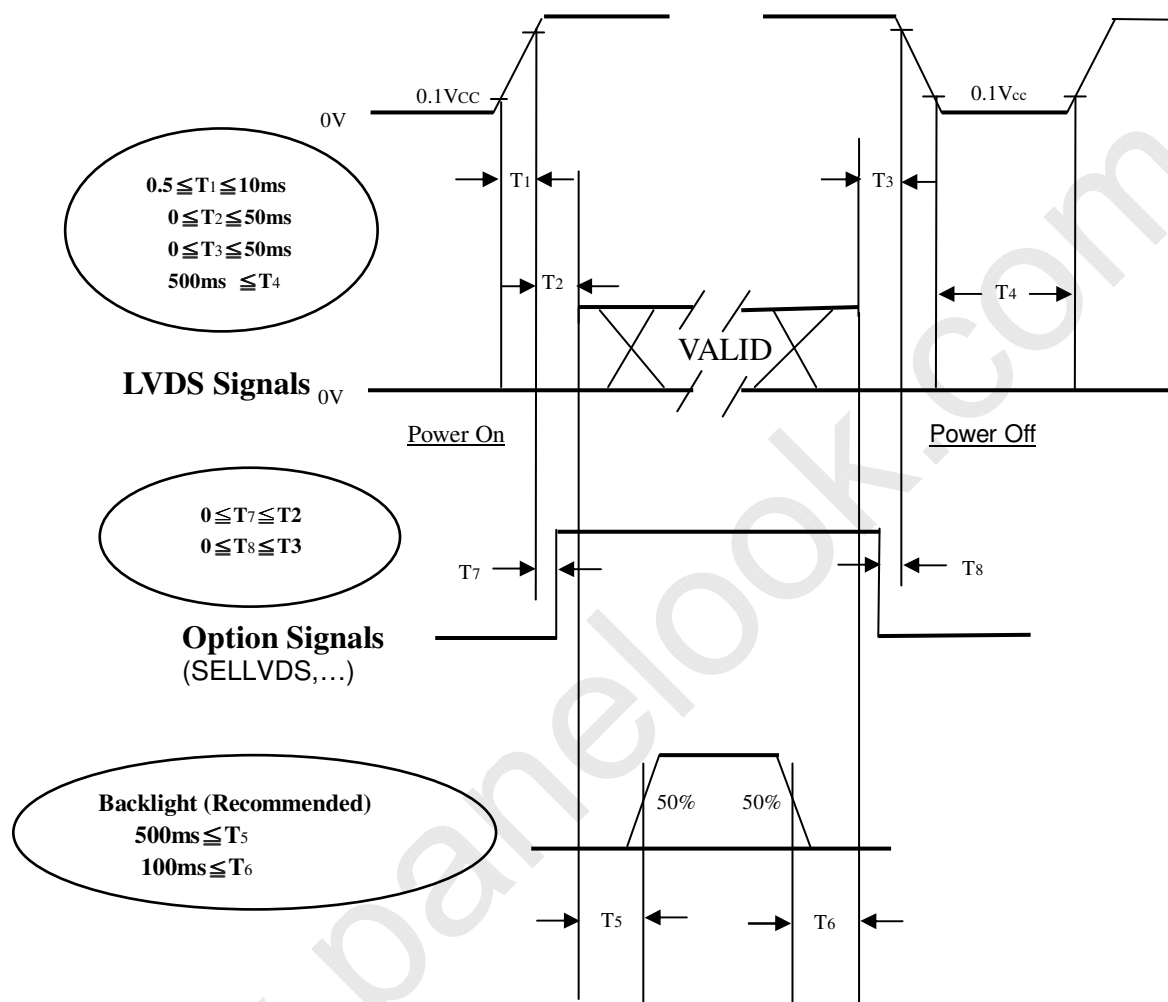 0.1VCC
0.1Vcc
0V
0.5≦T1≦10ms
0≦T2≦50ms
0≦T3≦50ms
500ms ≦T4
T1
T3
T2
T4
VALID
LVDS Signals 0V
Power On
Power Off
0≦T7≦T2
0≦T8≦T3
T7
T8
Option Signals
(SELLVDS,…)
Backlight (Recommended)
500ms≦T5
100ms≦T6
50%
50%
T5
T6
panelook.com